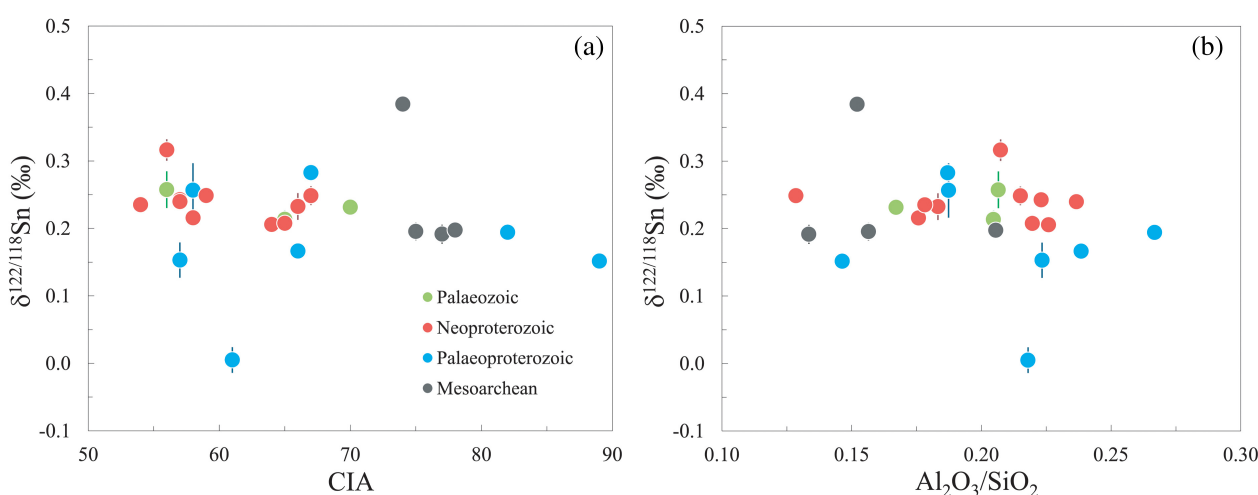 (a)
0.5
0.4
0.3
0.2
0.1
0.0
-0.1
δ122/118Sn (‰)
Palaeozoic
Neoproterozoic
Palaeoproterozoic
Mesoarchean
50
60
70
80
90
CIA
(b)
0.5
0.4
0.3
0.2
0.1
0.0
-0.1
δ122/118Sn (‰)
0.10
0.15
0.20
0.25
0.30
Al2O3/SiO2